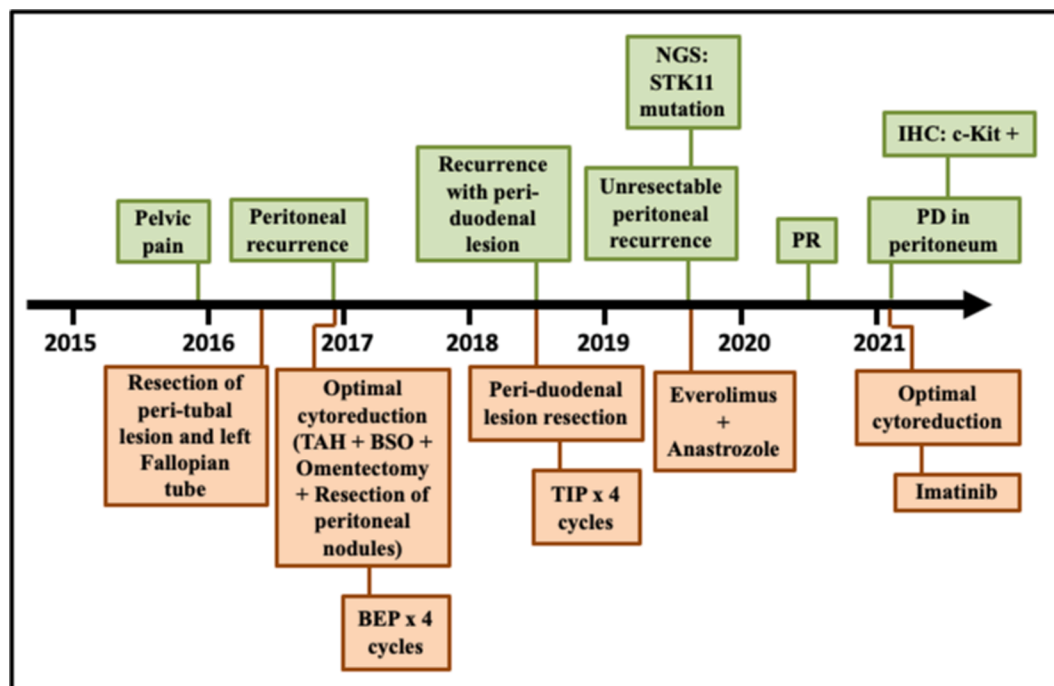 NGS:
STK11
mutation
IHC: c-Kit +
Recurrence
with peri-
duodenal
lesion
Unresectable
peritoneal
recurrence
Pelvic
pain
Peritoneal
recurrence
PR
PD in
peritoneum
2015
2016
2017
2018
2019
2020
2021
Resection of
peri-tubal
lesion and left
Fallopian
tube
Optimal
cytoreduction
(TAH + BSO +
Omentectomy
+ Resection of
peritoneal
nodules)
BEP x 4
cycles
Peri-duodenal
lesion resection
TIP x 4
cycles
Everolimus
+
Anastrozole
Optimal
cytoreduction
Imatinib